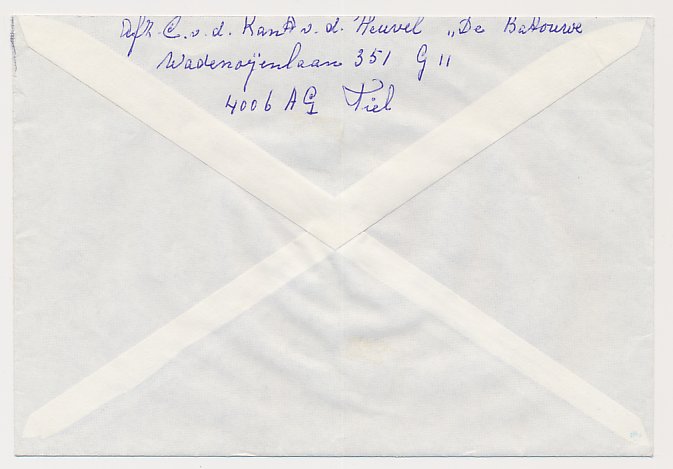 Afz. C. v.d. Kant v.d. Heuvel „De Batouwe
Wadenoijenlaan 351 G 11
4006 AG Tiel